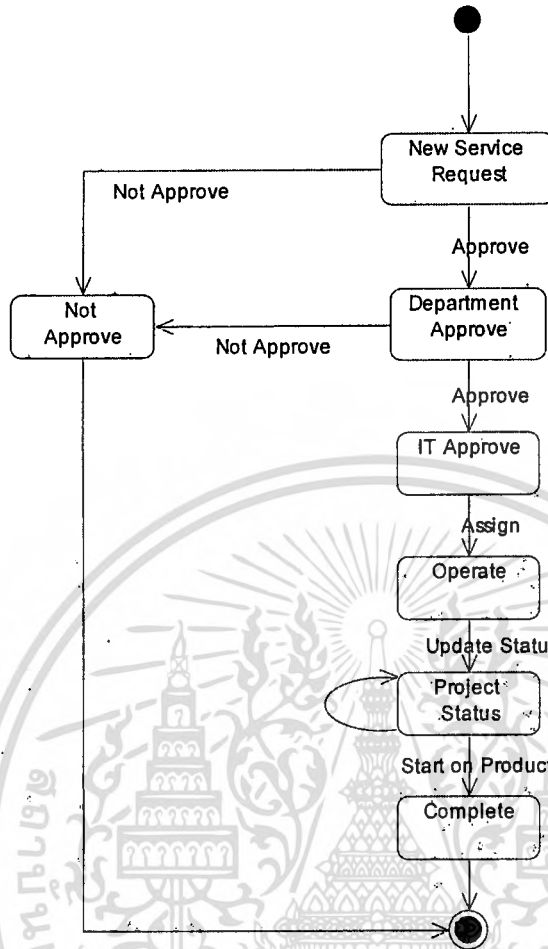 New Service
Request
Not Approve
Approve
Not
Approve
Department
Approve
Not Approve
Approve
IT Approve
Assign
Operate
Update Statu
Project
Status
Start on Product
Complete